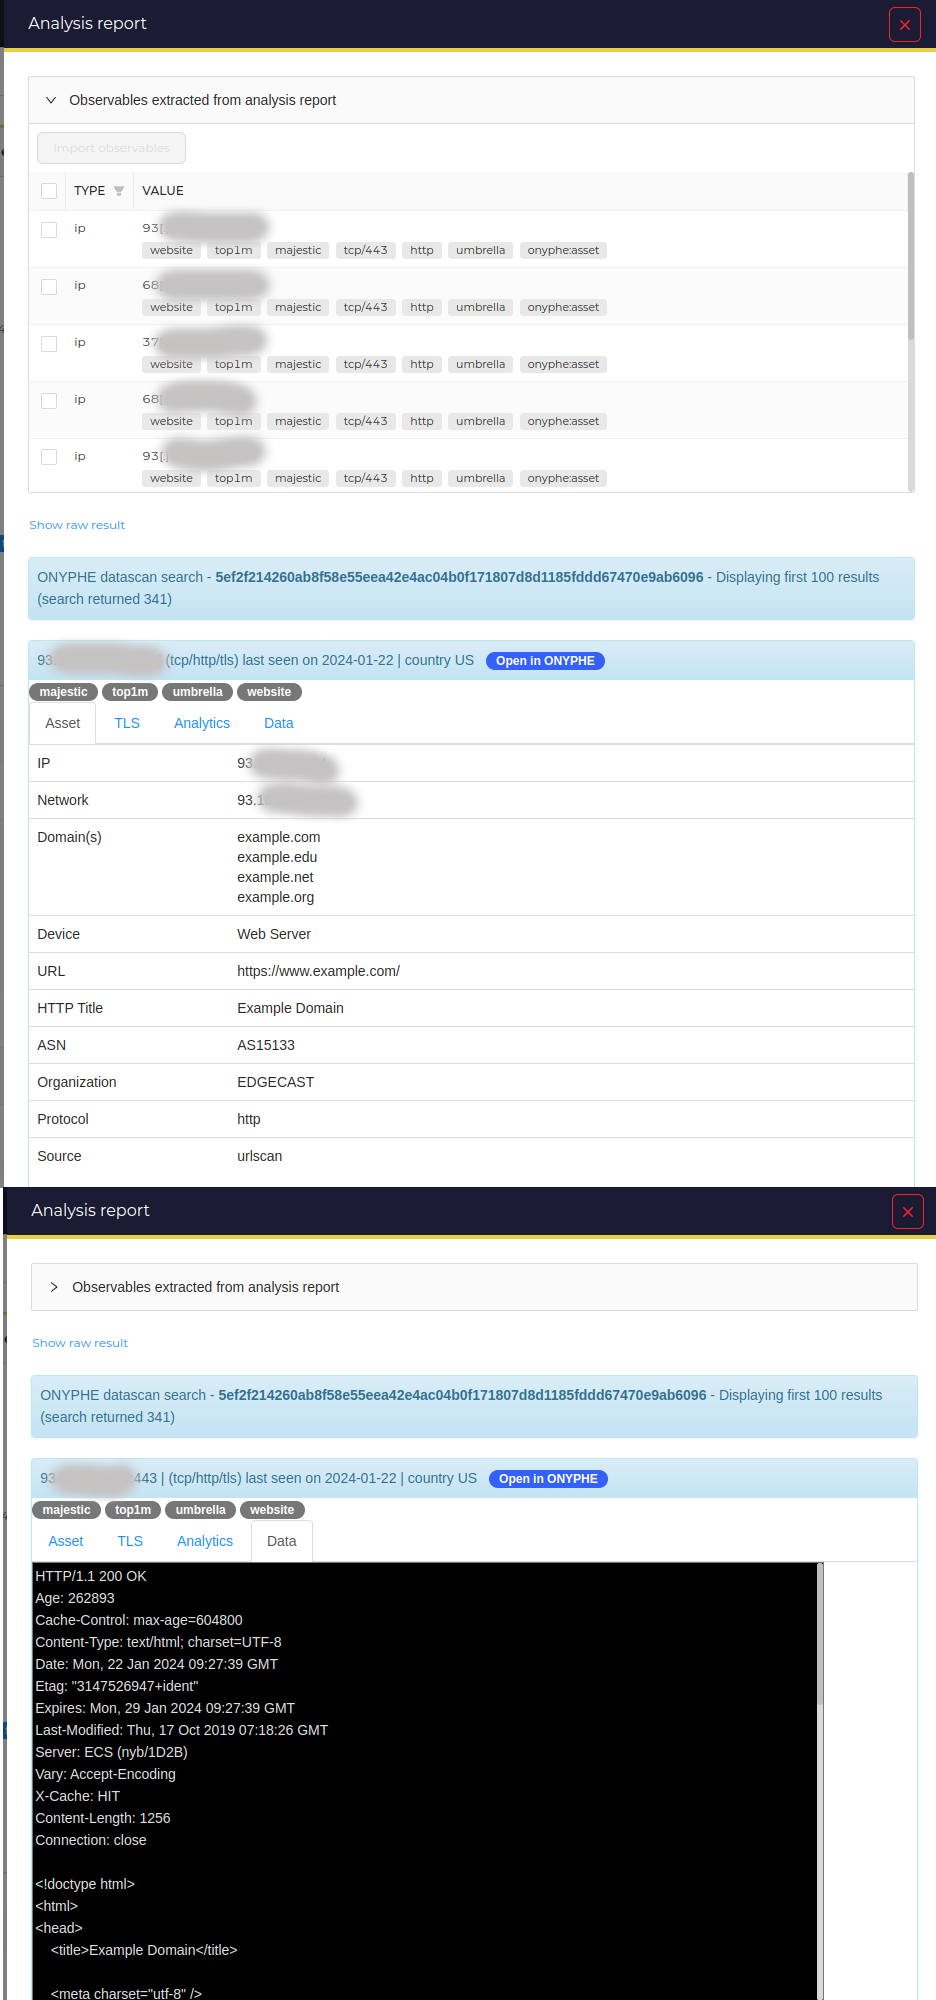 Analysis report
Observables extracted from analysis report
Import observables
TYPE VALUE
ip 93[.
website top1m majestic tcp/443 http umbrella onyphe:asset
ip 68[
website top1m majestic tcp/443 http umbrella onyphe:asset
ip 37[
website top1m majestic tcp/443 http umbrella onyphe:asset
ip 68[
website top1m majestic tcp/443 http umbrella onyphe:asset
ip 93[.]
website top1m majestic tcp/443 http umbrella onyphe:asset
Show raw result
ONYPHE datascan search - 5ef2f214260ab8f58e55eea42e4ac04b0f171807d8d1185fddd67470e9ab6096 - Displaying first 100 results
(search returned 341)
93. | (tcp/http/tls) last seen on 2024-01-22 | country US Open in ONYPHE
majestic top1m umbrella website
Asset TLS Analytics Data
IP 93.
Network 93.1
Domain(s) example.com
example.edu
example.net
example.org
Device Web Server
URL https://www.example.com/
HTTP Title Example Domain
ASN AS15133
Organization EDGECAST
Protocol http
Source urlscan
Analysis report
Observables extracted from analysis report
Show raw result
ONYPHE datascan search - 5ef2f214260ab8f58e55eea42e4ac04b0f171807d8d1185fddd67470e9ab6096 - Displaying first 100 results
(search returned 341)
93 443 | (tcp/http/tls) last seen on 2024-01-22 | country US Open in ONYPHE
majestic top1m umbrella website
Asset TLS Analytics Data
HTTP/1.1 200 OK
Age: 262893
Cache-Control: max-age=604800
Content-Type: text/html; charset=UTF-8
Date: Mon, 22 Jan 2024 09:27:39 GMT
Etag: "3147526947+ident"
Expires: Mon, 29 Jan 2024 09:27:39 GMT
Last-Modified: Thu, 17 Oct 2019 07:18:26 GMT
Server: ECS (nyb/1D2B)
Vary: Accept-Encoding
X-Cache: HIT
Content-Length: 1256
Connection: close
<!doctype html>
<html>
<head>
<title>Example Domain</title>
<meta charset="utf-8" />